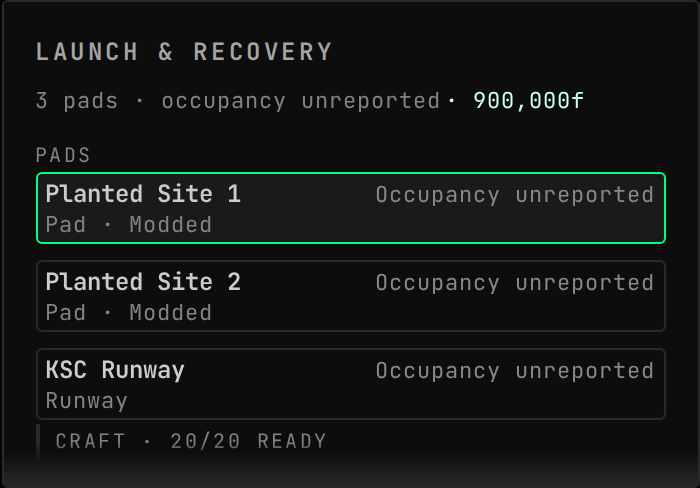 LAUNCH & RECOVERY
3 pads · occupancy unreported · 900,000f
PADS
Planted Site 1 Occupancy unreported
Pad · Modded
Planted Site 2 Occupancy unreported
Pad · Modded
KSC Runway Occupancy unreported
Runway
CRAFT · 20/20 READY